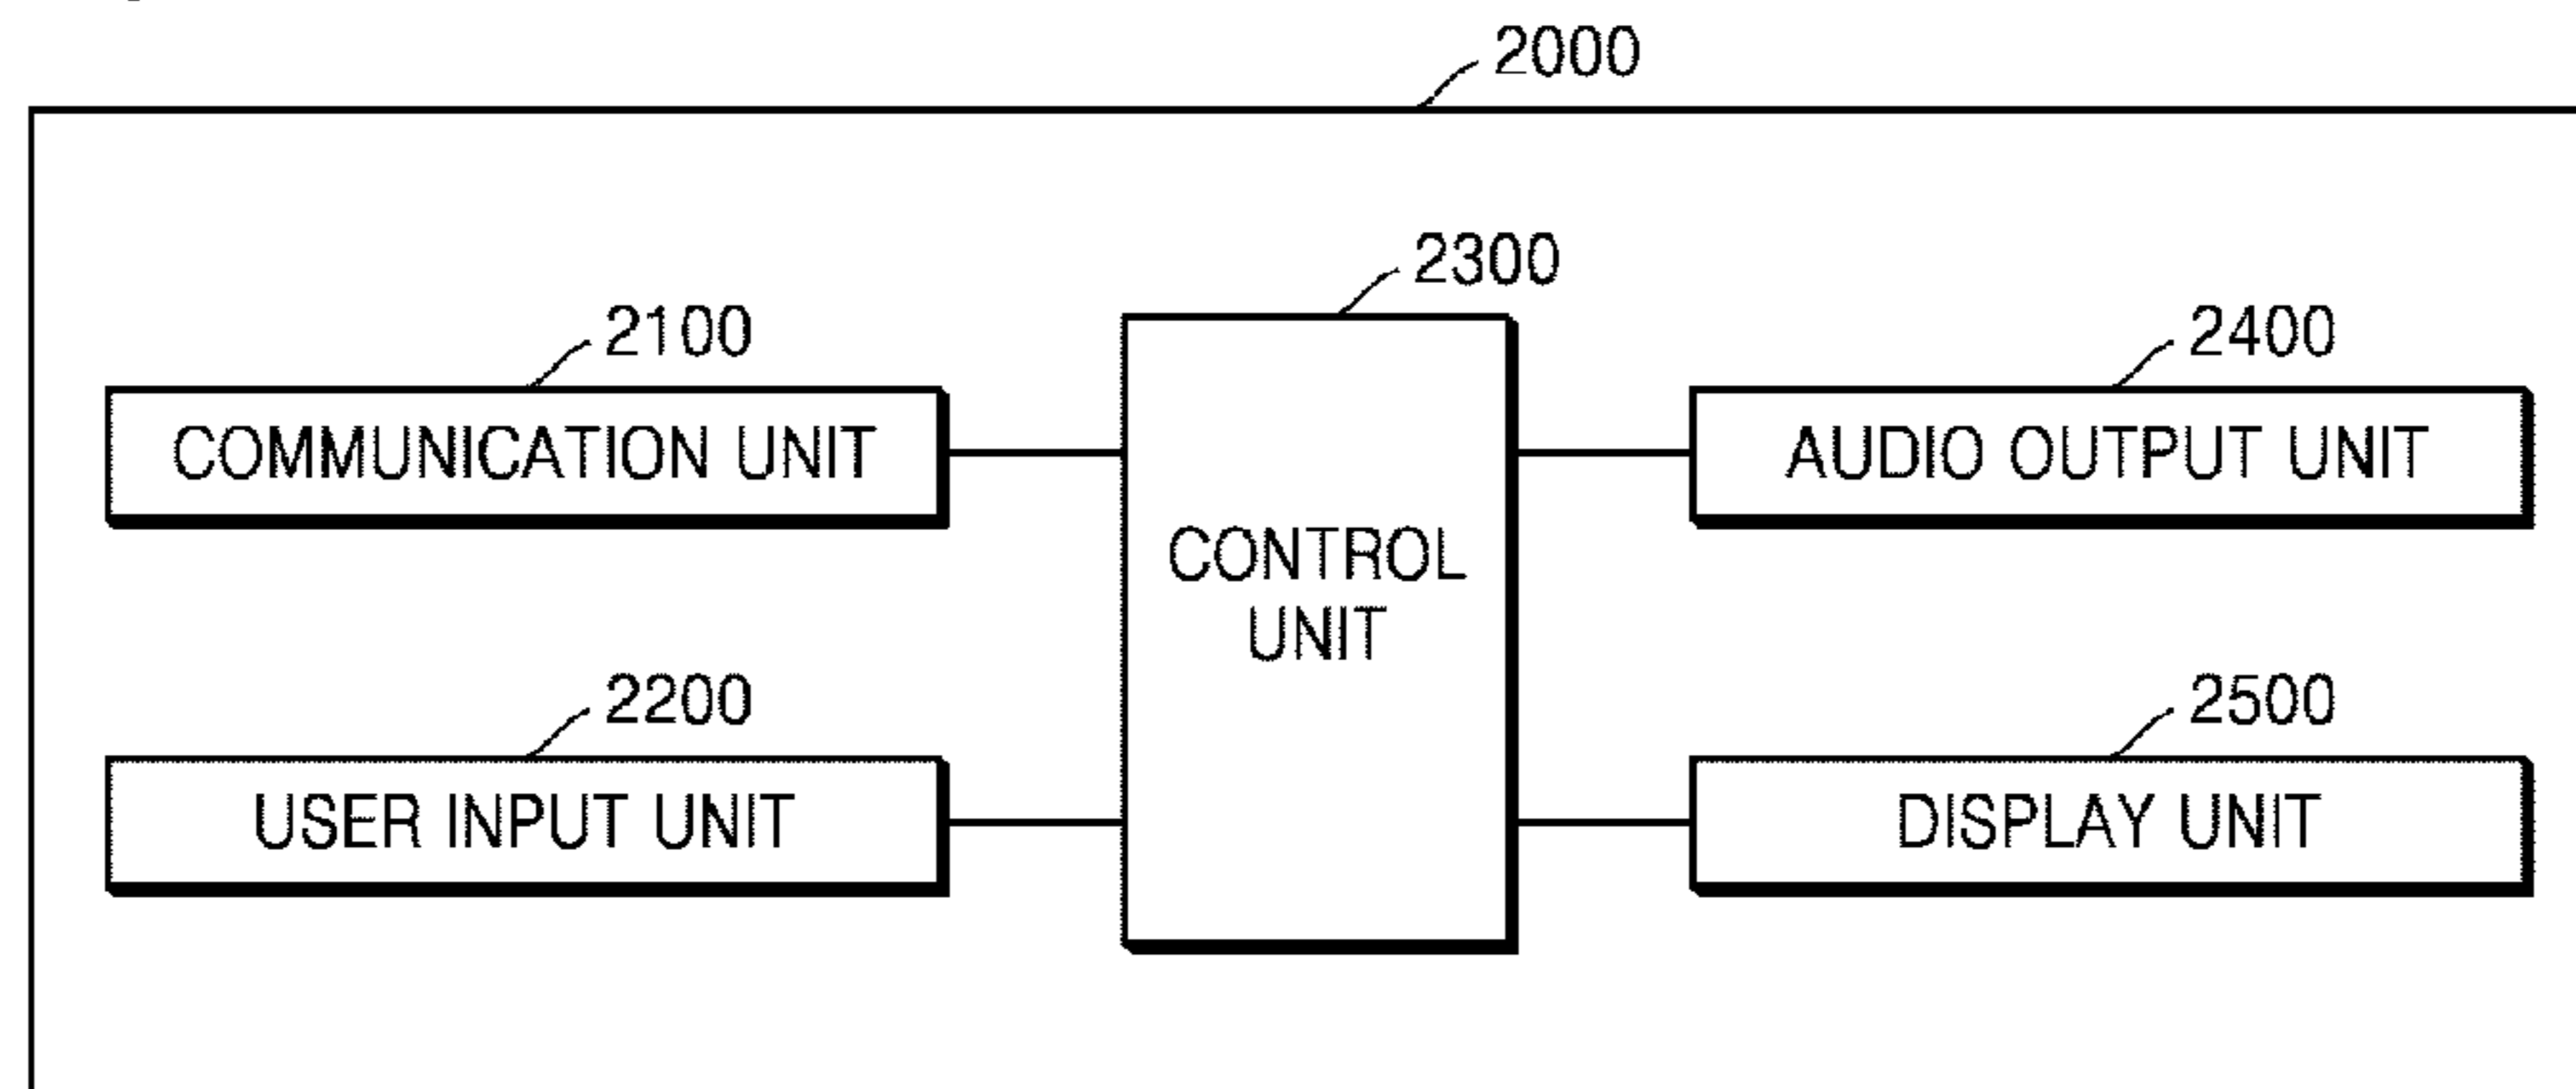 2000
2300
2100
2400
COMMUNICATION UNIT
AUDIO OUTPUT UNIT
CONTROL
UNIT
2200
2500
USER INPUT UNIT
DISPLAY UNIT